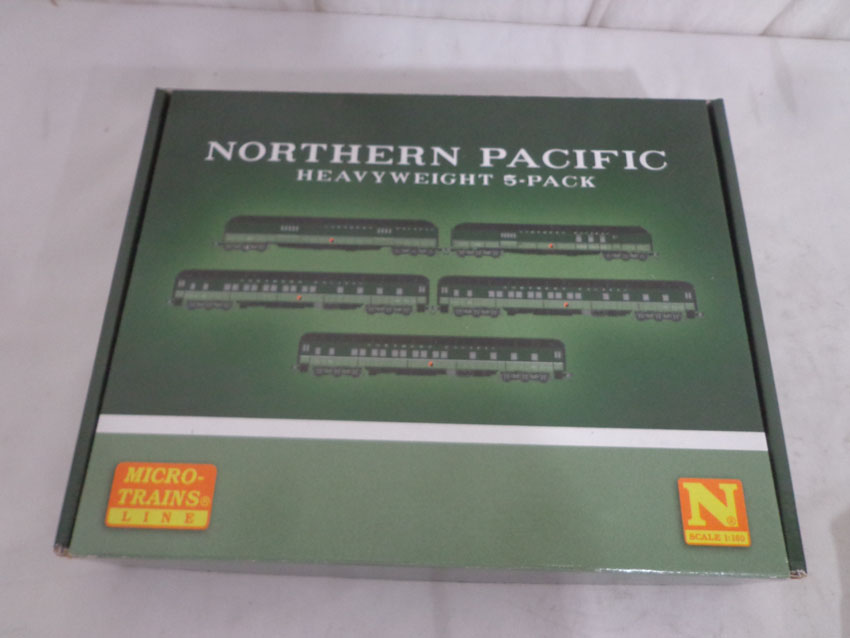 NORTHERN PACIFIC
HEAVYWEIGHT 5-PACK
MICRO-
TRAINS®
LINE
N®
SCALE 1:160